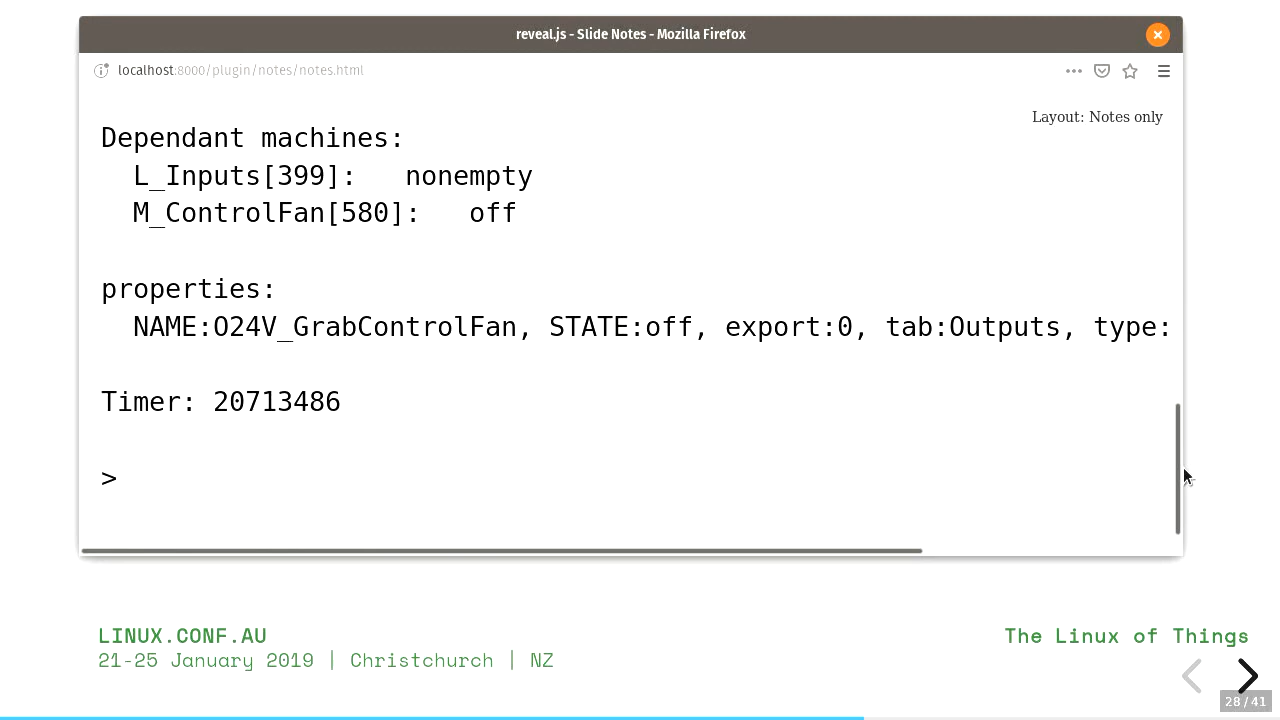 reveal.js - Slide Notes - Mozilla Firefox
localhost:8000/plugin/notes/notes.html
Layout: Notes only
Dependant machines:
L_Inputs[399]: nonempty
M_ControlFan[580]: off
properties:
NAME:O24V_GrabControlFan, STATE:off, export:0, tab:Outputs, type:
Timer: 20713486
>
LINUX.CONF.AU
The Linux of Things
21-25 January 2019 | Christchurch | NZ
28/41